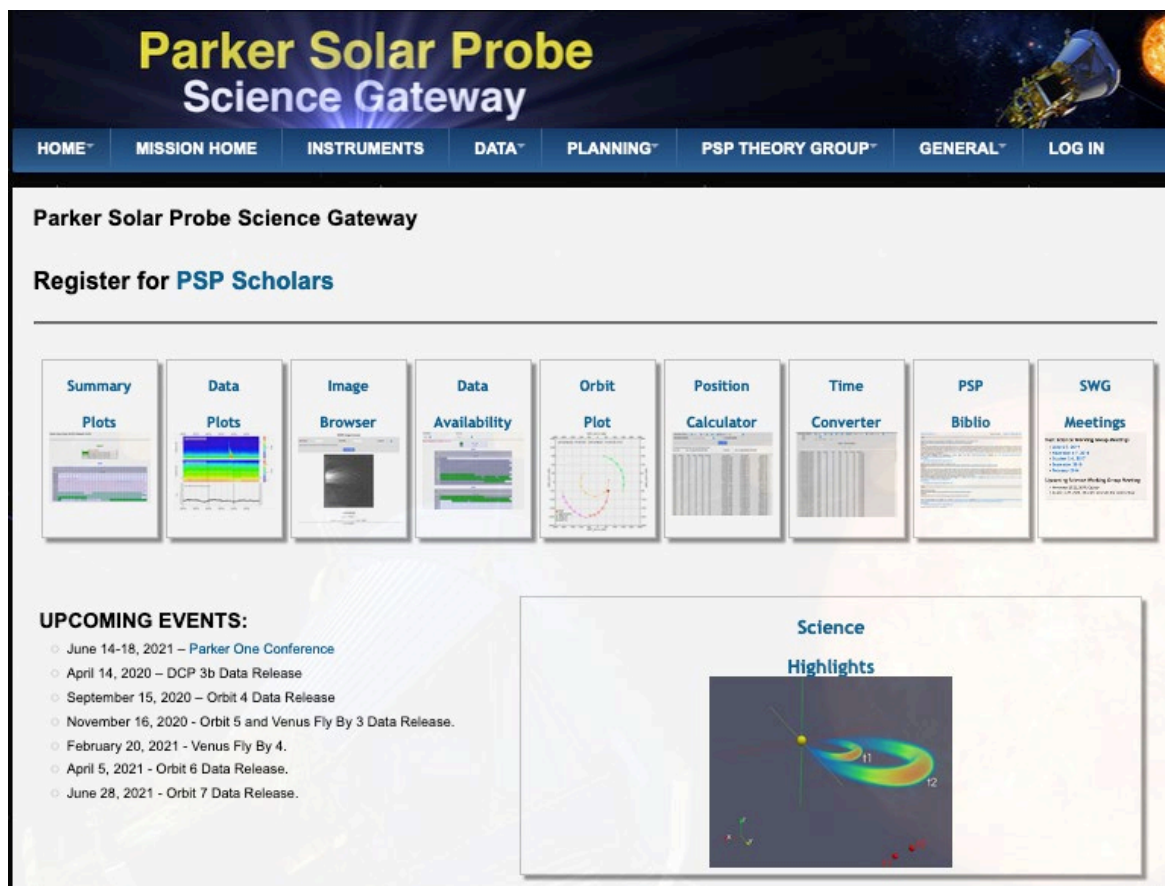 Parker Solar Probe
Science Gateway
HOME MISSION HOME INSTRUMENTS DATA PLANNING PSP THEORY GROUP GENERAL LOG IN
Parker Solar Probe Science Gateway
Register for PSP Scholars
Summary Plots
Data Plots
Image Browser
Data Availability
Orbit Plot
Position Calculator
Time Converter
PSP Biblio
SWG Meetings
UPCOMING EVENTS:
June 14-18, 2021 – Parker One Conference
April 14, 2020 – DCP 3b Data Release
September 15, 2020 – Orbit 4 Data Release
November 16, 2020 - Orbit 5 and Venus Fly By 3 Data Release.
February 20, 2021 - Venus Fly By 4.
April 5, 2021 - Orbit 6 Data Release.
June 28, 2021 - Orbit 7 Data Release.
Science
Highlights
t1
t2